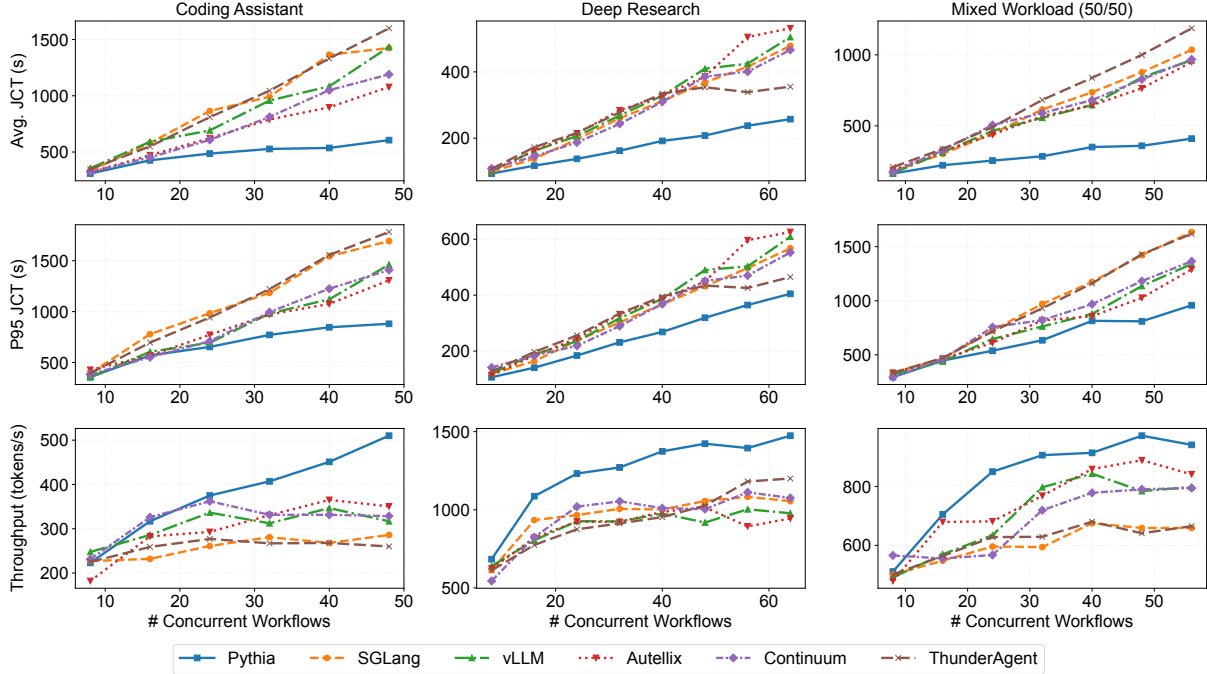 Coding Assistant
Deep Research
Mixed Workload (50/50)
Avg. JCT (s)
1500
1000
500
10 20 30 40 50
400
200
20 40 60
1000
500
10 20 30 40 50
P95 JCT (s)
1500
1000
500
10 20 30 40 50
600
400
200
20 40 60
1500
1000
500
10 20 30 40 50
Throughput (tokens/s)
500
400
300
200
10 20 30 40 50
# Concurrent Workflows
1500
1000
500
20 40 60
# Concurrent Workflows
800
600
10 20 30 40 50
# Concurrent Workflows
Pythia SGLang vLLM Autellix Continuum ThunderAgent